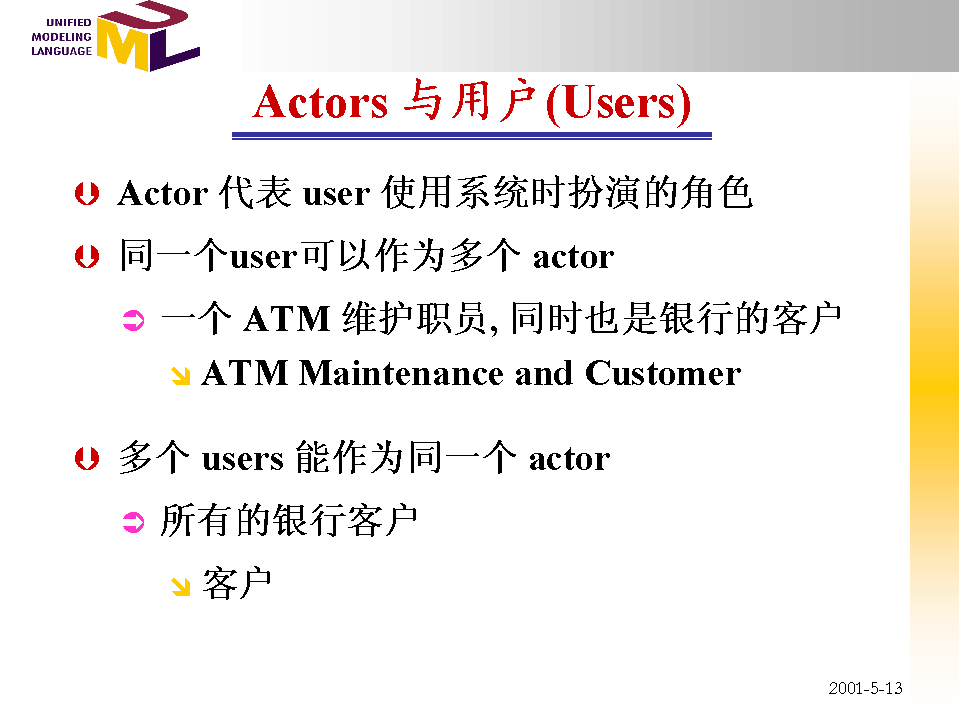 UNIFIED
MODELING
LANGUAGE
UML
Actors 与用户(Users)
Actor 代表 user 使用系统时扮演的角色
同一个user可以作为多个 actor
一个 ATM 维护职员, 同时也是银行的客户
ATM Maintenance and Customer
多个 users 能作为同一个 actor
所有的银行客户
客户
2001-5-13